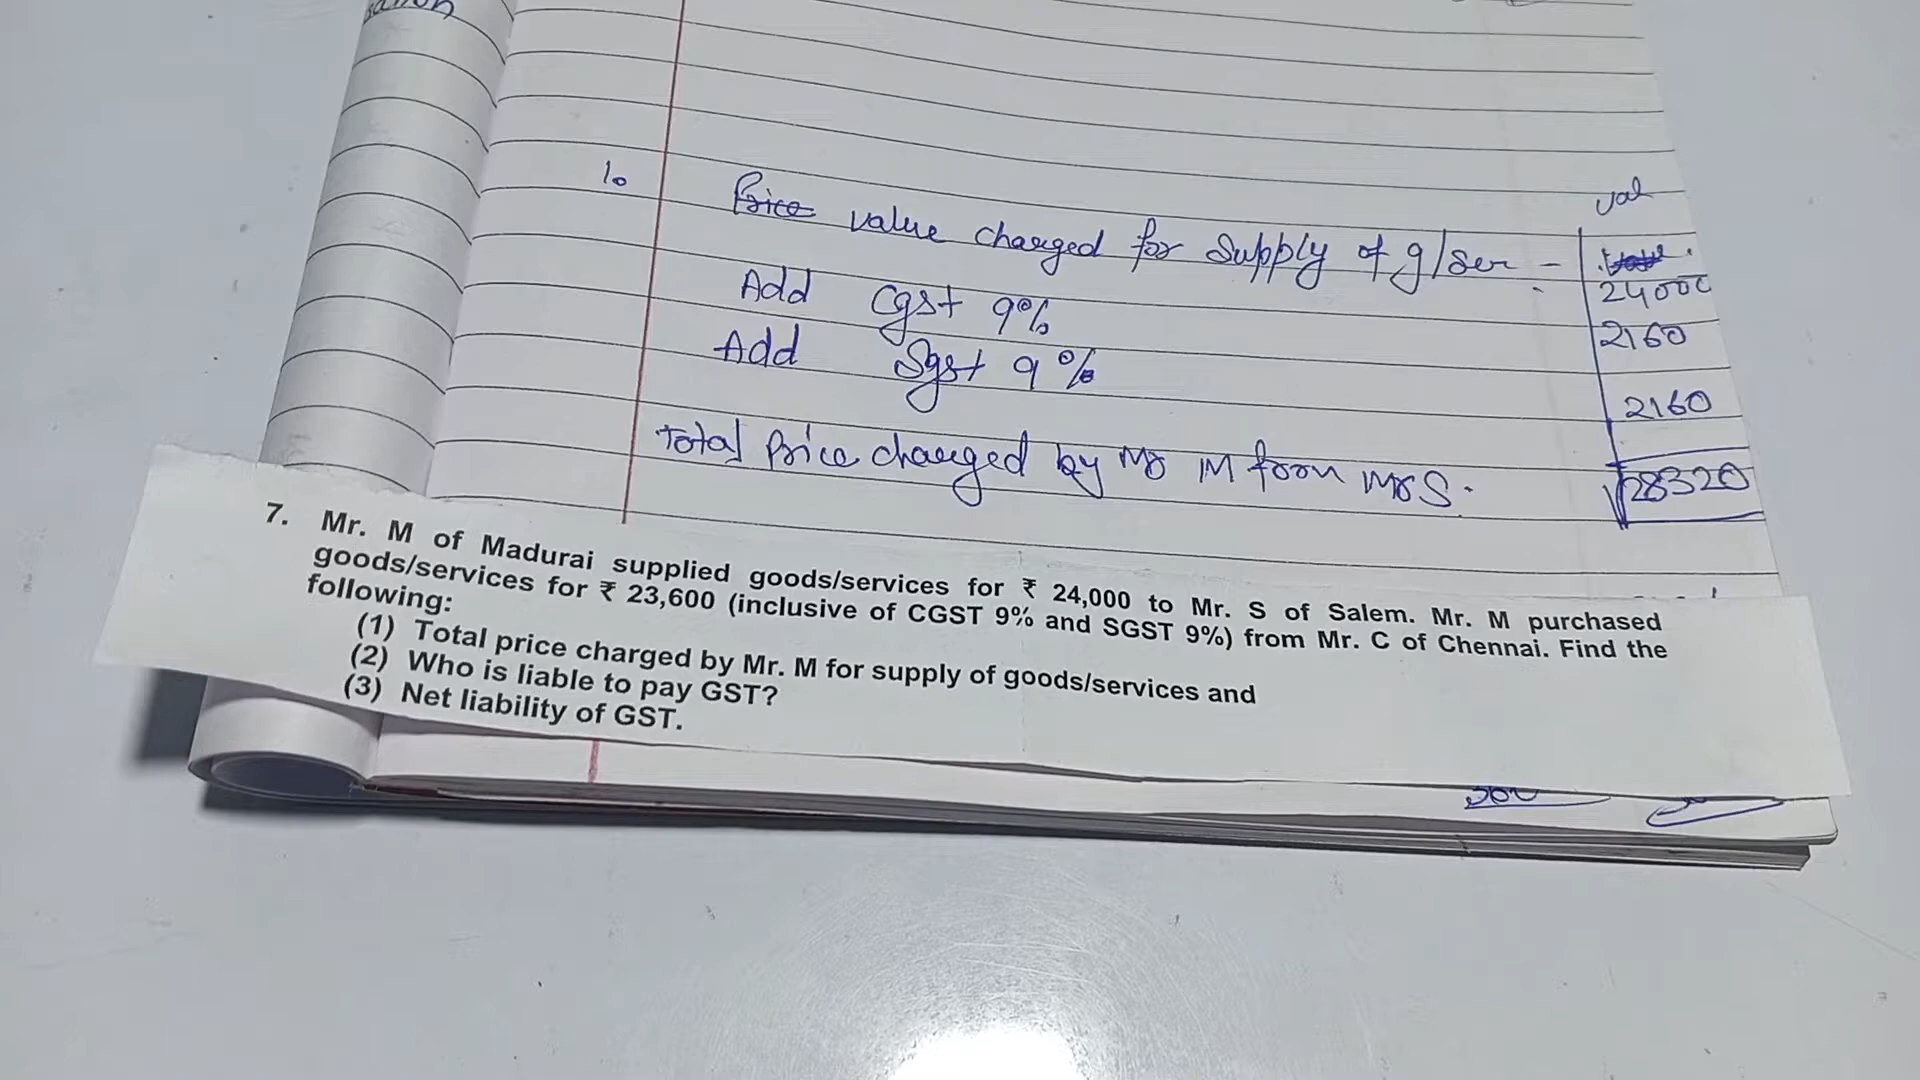 1.
val
Price value charged for Supply of g/ser -
24000
Add Cgst 9%
2160
Add Sgst 9%
2160
Total Price charged by Mr M from Mr S.
28320
7. Mr. M of Madurai supplied goods/services for ₹ 24,000 to Mr. S of Salem. Mr. M purchased
goods/services for ₹ 23,600 (inclusive of CGST 9% and SGST 9%) from Mr. C of Chennai. Find the
following:
(1) Total price charged by Mr. M for supply of goods/services and
(2) Who is liable to pay GST?
(3) Net liability of GST.